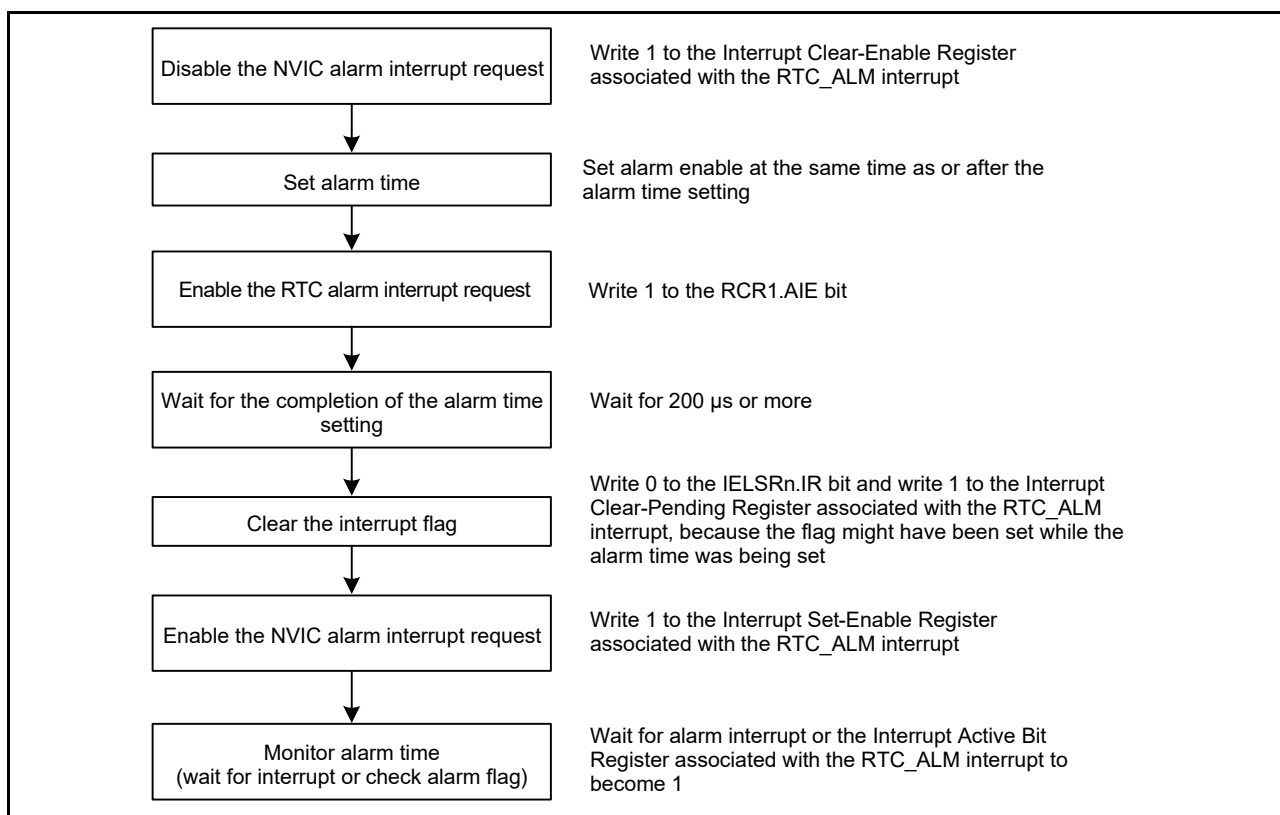 Disable the NVIC alarm interrupt request
Write 1 to the Interrupt Clear-Enable Register
associated with the RTC_ALM interrupt
Set alarm time
Set alarm enable at the same time as or after the
alarm time setting
Enable the RTC alarm interrupt request
Write 1 to the RCR1.AIE bit
Wait for the completion of the alarm time
setting
Wait for 200 μs or more
Clear the interrupt flag
Write 0 to the IELSRn.IR bit and write 1 to the Interrupt
Clear-Pending Register associated with the RTC_ALM
interrupt, because the flag might have been set while the
alarm time was being set
Enable the NVIC alarm interrupt request
Write 1 to the Interrupt Set-Enable Register
associated with the RTC_ALM interrupt
Monitor alarm time
(wait for interrupt or check alarm flag)
Wait for alarm interrupt or the Interrupt Active Bit
Register associated with the RTC_ALM interrupt to
become 1